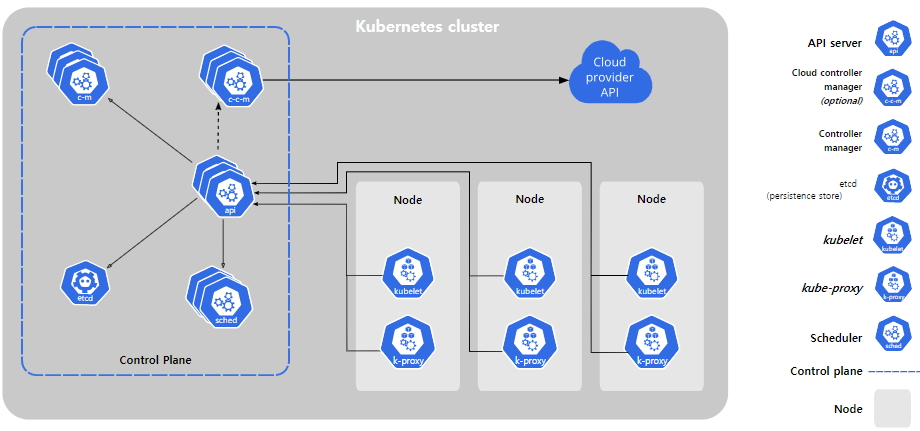 Kubernetes cluster
c-m
c-c-m
Cloud
provider
API
api
Node
Node
Node
etcd
sched
kubelet
kubelet
kubelet
k-proxy
k-proxy
k-proxy
Control Plane
API server
api
Cloud controller
manager
(optional)
c-c-m
Controller
manager
c-m
etcd
(persistence store)
etcd
kubelet
kubelet
kube-proxy
k-proxy
Scheduler
sched
Control plane
Node